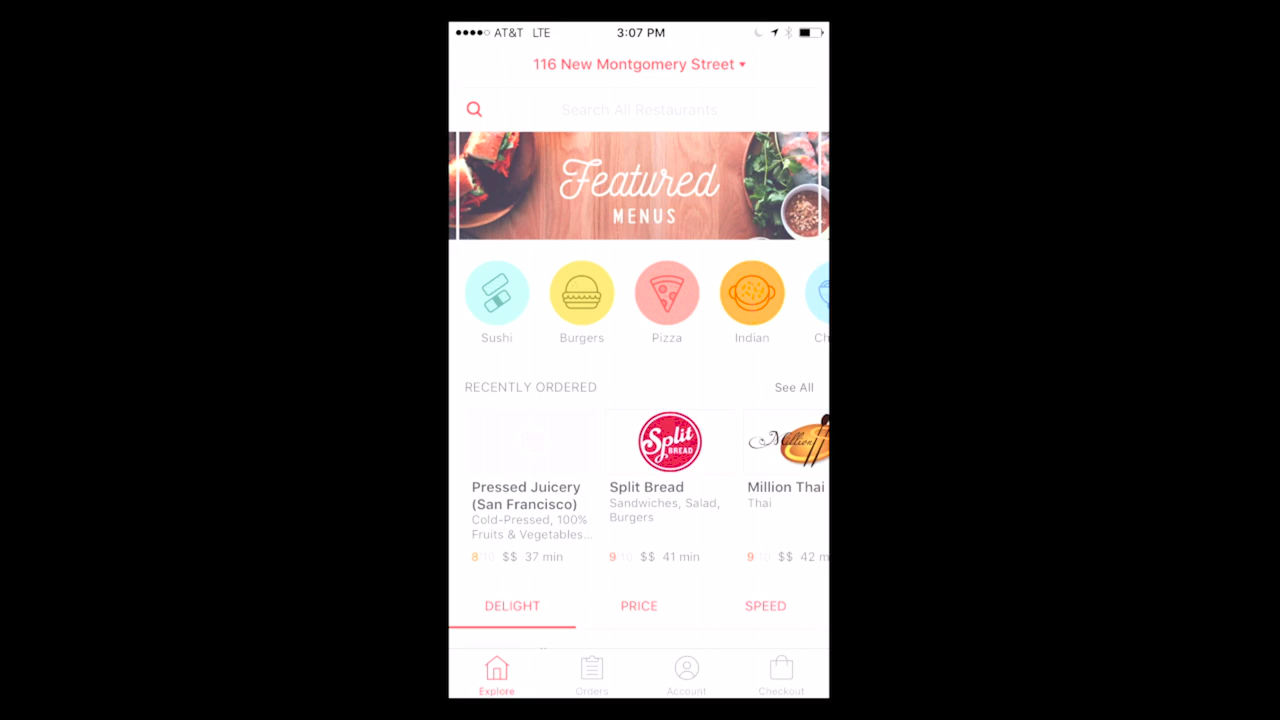 AT&T LTE 3:07 PM
116 New Montgomery Street
Search All Restaurants
Featured
MENUS
Sushi Burgers Pizza Indian Ch
RECENTLY ORDERED See All
Split
BREAD
Million
Pressed Juicery
(San Francisco)
Cold-Pressed, 100%
Fruits & Vegetables...
8/10 $$ 37 min
Split Bread
Sandwiches, Salad,
Burgers
9/10 $$ 41 min
Million Thai
Thai
9/10 $$ 42 m
DELIGHT PRICE SPEED
Explore Orders Account Checkout